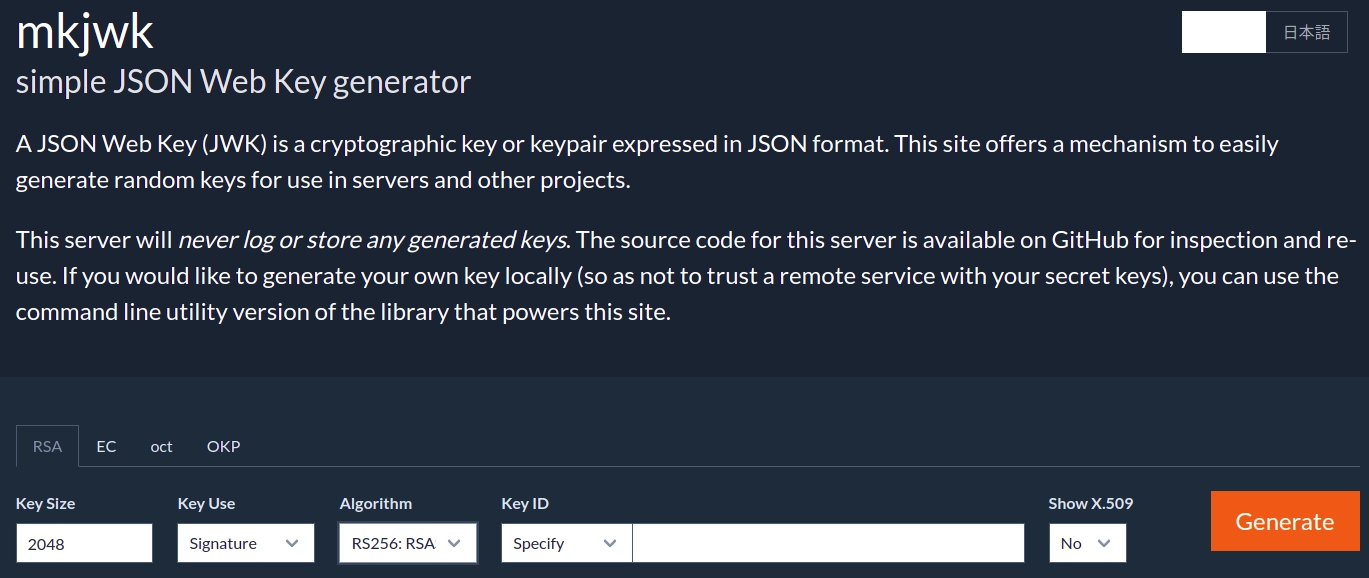 mkjwk
日本語
simple JSON Web Key generator
A JSON Web Key (JWK) is a cryptographic key or keypair expressed in JSON format. This site offers a mechanism to easily
generate random keys for use in servers and other projects.
This server will never log or store any generated keys. The source code for this server is available on GitHub for inspection and re-
use. If you would like to generate your own key locally (so as not to trust a remote service with your secret keys), you can use the
command line utility version of the library that powers this site.
RSA EC oct OKP
Key Size Key Use Algorithm Key ID Show X.509
2048 Signature RS256: RSA Specify No Generate